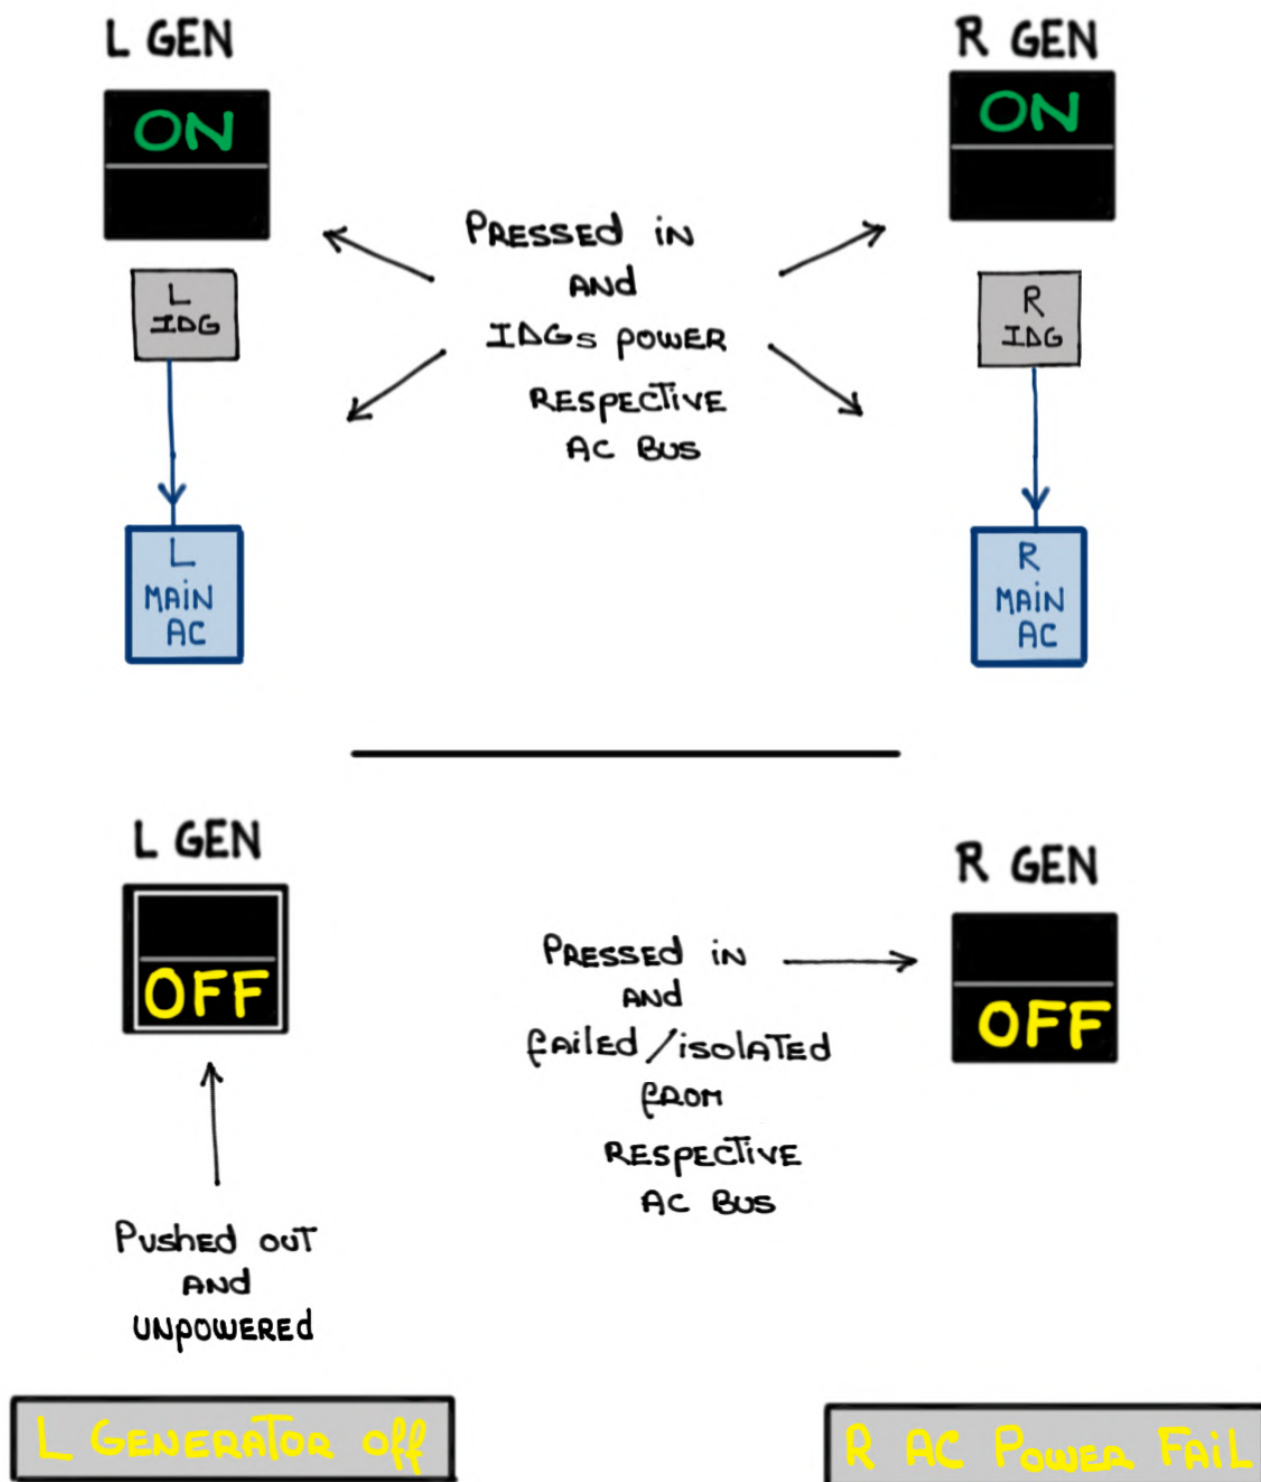 L GEN
R GEN
ON
ON
PRESSED iN
AND
IDGs POWER
RESPECTIVE
AC BUS
L
IDG
R
IDG
L
MAiN
AC
R
MAiN
AC
L GEN
R GEN
OFF
PRESSED iN
AND
fAilED/isolATED
fROM
RESPECTIVE
AC BUS
OFF
PushED ouT
AND
UNPOWERED
L GENERATOR Off
R AC POWER FAiL